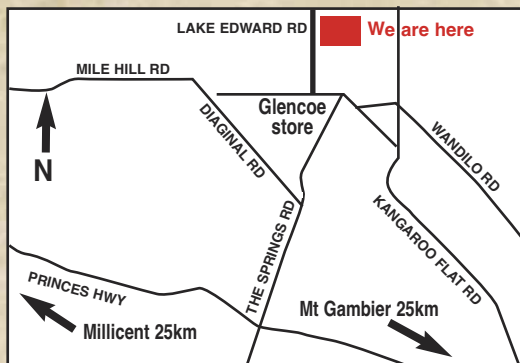 LAKE EDWARD RD
We are here
MILE HILL RD
Glencoe
store
DIAGINAL RD
WANDILO RD
N
KANGAROO FLAT RD
THE SPRINGS RD
PRINCES HWY
Mt Gambier 25km
Millicent 25km